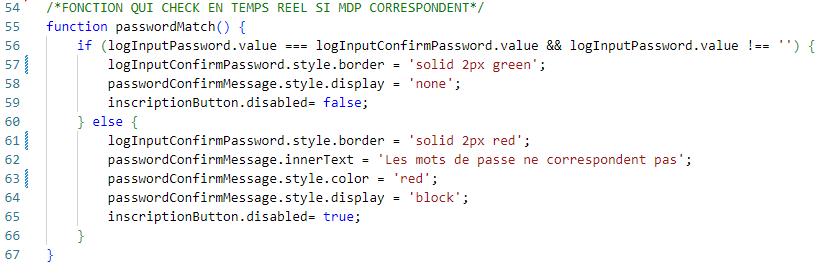 54 /*FONCTION QUI CHECK EN TEMPS REEL SI MDP CORRESPONDENT*/
55 function passwordMatch() {
56     if (logInputPassword.value === logInputConfirmPassword.value && logInputPassword.value !== '') {
57         logInputConfirmPassword.style.border = 'solid 2px green';
58         passwordConfirmMessage.style.display = 'none';
59         inscriptionButton.disabled= false;
60     } else {
61         logInputConfirmPassword.style.border = 'solid 2px red';
62         passwordConfirmMessage.innerText = 'Les mots de passe ne correspondent pas';
63         passwordConfirmMessage.style.color = 'red';
64         passwordConfirmMessage.style.display = 'block';
65         inscriptionButton.disabled= true;
66     }
67 }